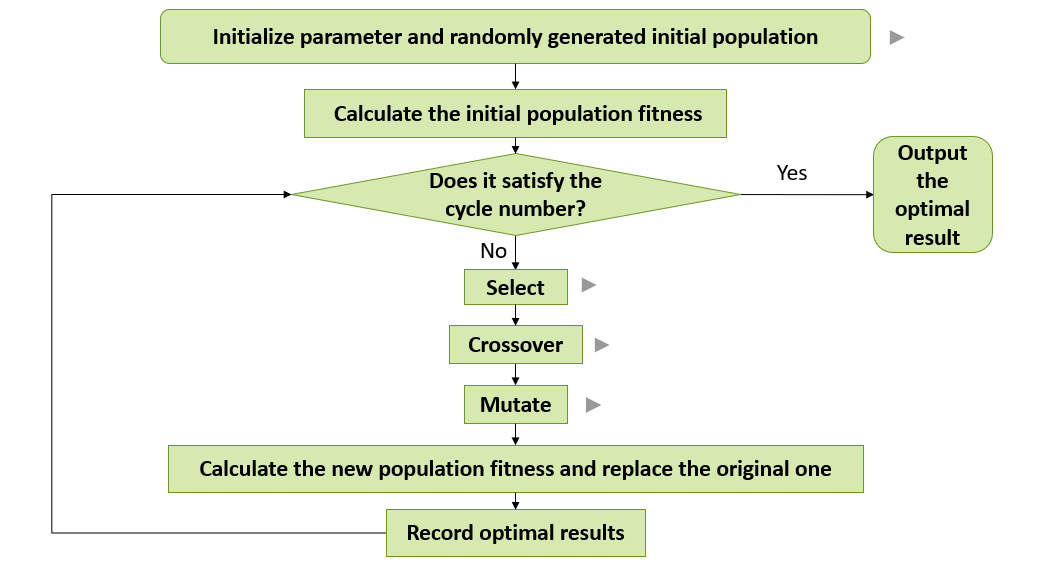 Initialize parameter and randomly generated initial population
Calculate the initial population fitness
Does it satisfy the
cycle number?
Yes
Output
the
optimal
result
No
Select
Crossover
Mutate
Calculate the new population fitness and replace the original one
Record optimal results